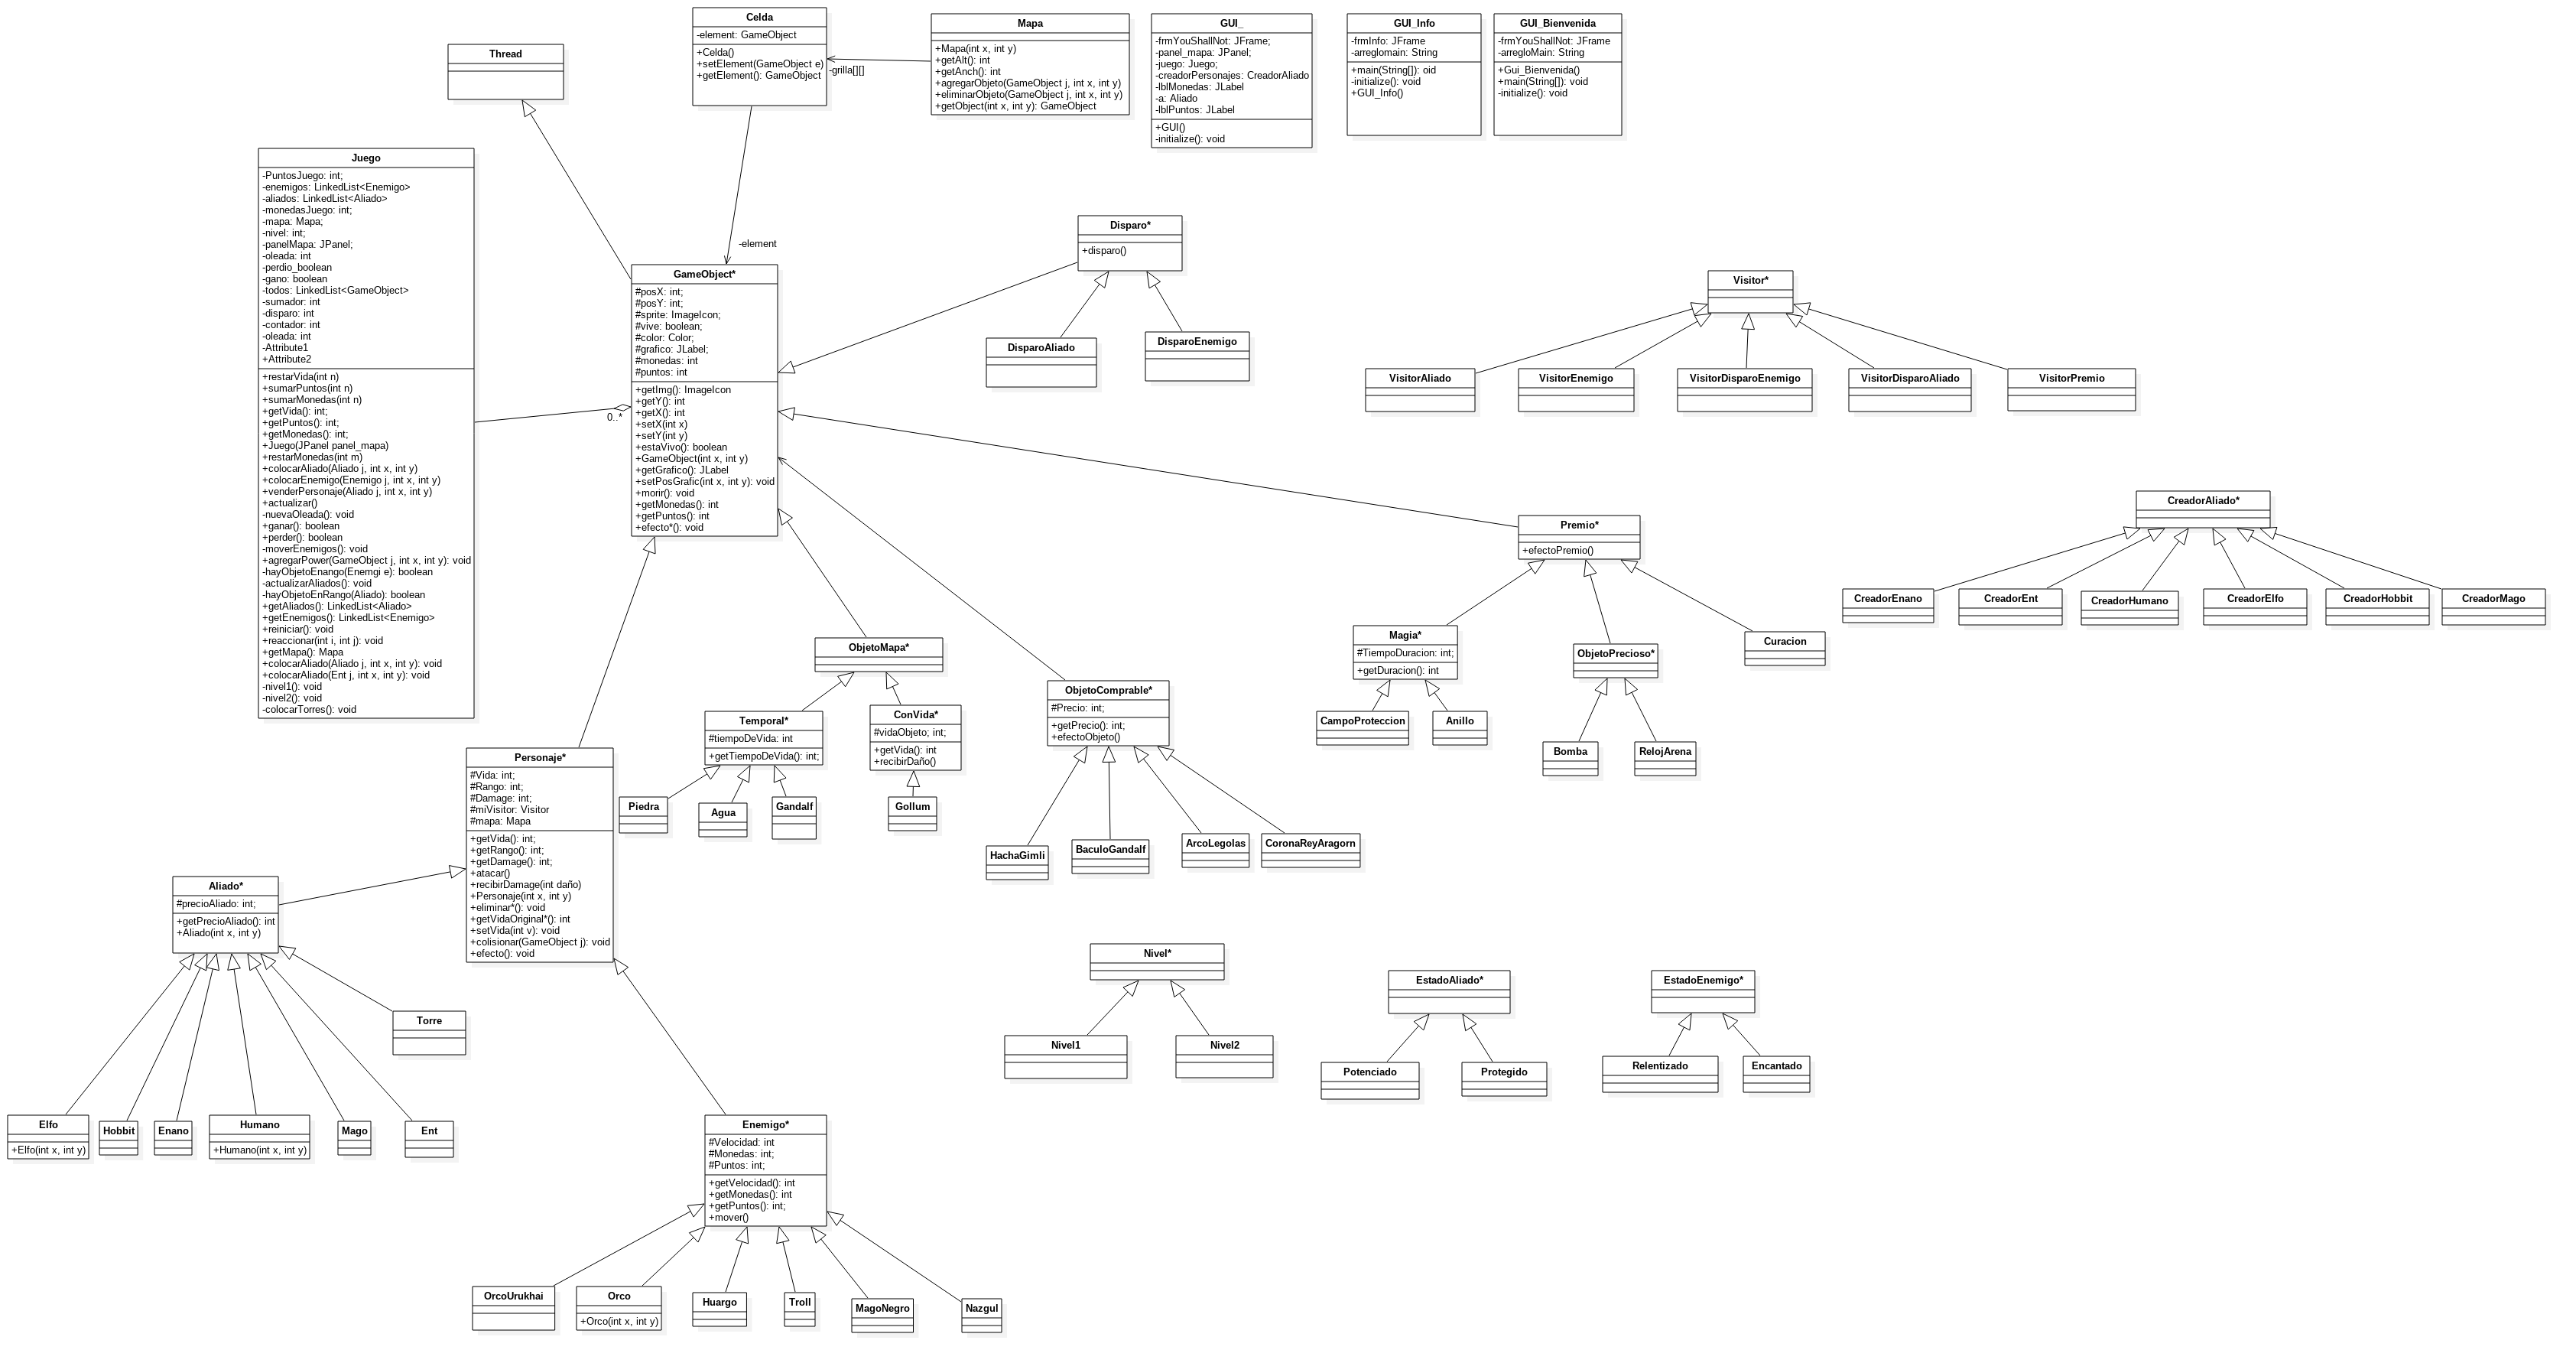 Thread
Celda
-element: GameObject
+Celda()
+setElement(GameObject e)
+getElement(): GameObject
-grilla[][]
Mapa
+Mapa(int x, int y)
+getAlt(): int
+getAnch(): int
+agregarObjeto(GameObject j, int x, int y)
+eliminarObjeto(GameObject j, int x, int y)
+getObject(int x, int y): GameObject
GUI_
-frmYouShallNot: JFrame;
-panel_mapa: JPanel;
-juego: Juego;
-creadorPersonajes: CreadorAliado
-lblMonedas: JLabel
-a: Aliado
-lblPuntos: JLabel
+GUI()
-initialize(): void
GUI_Info
-frmInfo: JFrame
-arreglomain: String
+main(String[]): oid
-initialize(): void
+GUI_Info()
GUI_Bienvenida
-frmYouShallNot: JFrame
-arregloMain: String
+Gui_Bienvenida()
+main(String[]): void
-initialize(): void
Juego
-PuntosJuego: int;
-enemigos: LinkedList<Enemigo>
-aliados: LinkedList<Aliado>
-monedasJuego: int;
-mapa: Mapa;
-nivel: int;
-panelMapa: JPanel;
-oleada: int
-perdio_boolean
-gano: boolean
-todos: LinkedList<GameObject>
-sumador: int
-disparo: int
-contador: int
-oleada: int
-Attribute1
+Attribute2
+restarVida(int n)
+sumarPuntos(int n)
+sumarMonedas(int n)
+getVida(): int;
+getPuntos(): int;
+getMonedas(): int;
+Juego(JPanel panel_mapa)
+restarMonedas(int m)
+colocarAliado(Aliado j, int x, int y)
+colocarEnemigo(Enemigo j, int x, int y)
+venderPersonaje(Aliado j, int x, int y)
+actualizar()
-nuevaOleada(): void
+ganar(): boolean
+perder(): boolean
-moverEnemigos(): void
+agregarPower(GameObject j, int x, int y): void
-hayObjetoEnango(Enemgi e): boolean
-actualizarAliados(): void
-hayObjetoEnRango(Aliado): boolean
+getAliados(): LinkedList<Aliado>
+getEnemigos(): LinkedList<Enemigo>
+reiniciar(): void
+reaccionar(int i, int j): void
+getMapa(): Mapa
+colocarAliado(Aliado j, int x, int y): void
+colocarAliado(Ent j, int x, int y): void
-nivel1(): void
-nivel2(): void
-colocarTorres(): void
0..*
-element
GameObject*
#posX: int;
#posY: int;
#sprite: ImageIcon;
#vive: boolean;
#color: Color;
#grafico: JLabel;
#monedas: int
#puntos: int
+getImg(): ImageIcon
+getY(): int
+getX(): int
+setX(int x)
+setY(int y)
+estaVivo(): boolean
+GameObject(int x, int y)
+getGrafico(): JLabel
+setPosGrafic(int x, int y): void
+morir(): void
+getMonedas(): int
+getPuntos(): int
+efecto*(): void
Disparo*
+disparo()
DisparoAliado
DisparoEnemigo
Visitor*
VisitorAliado
VisitorEnemigo
VisitorDisparoEnemigo
VisitorDisparoAliado
VisitorPremio
CreadorAliado*
CreadorEnano
CreadorEnt
CreadorHumano
CreadorElfo
CreadorHobbit
CreadorMago
Premio*
+efectoPremio()
Magia*
#TiempoDuracion: int;
+getDuracion(): int
ObjetoPrecioso*
Curacion
CampoProteccion
Anillo
Bomba
RelojArena
ObjetoMapa*
Temporal*
#tiempoDeVida: int
+getTiempoDeVida(): int;
ConVida*
#vidaObjeto; int;
+getVida(): int
+recibirDaño()
Piedra
Agua
Gandalf
Gollum
ObjetoComprable*
#Precio: int;
+getPrecio(): int;
+efectoObjeto()
HachaGimli
BaculoGandalf
ArcoLegolas
CoronaReyAragorn
Personaje*
#Vida: int;
#Rango: int;
#Damage: int;
#miVisitor: Visitor
#mapa: Mapa
+getVida(): int;
+getRango(): int;
+getDamage(): int;
+atacar()
+recibirDamage(int daño)
+Personaje(int x, int y)
+eliminar*(): void
+getVidaOriginal*(): int
+setVida(int v): void
+colisionar(GameObject j): void
+efecto(): void
Aliado*
#precioAliado: int;
+getPrecioAliado(): int
+Aliado(int x, int y)
Torre
Elfo
+Elfo(int x, int y)
Hobbit
Enano
Humano
+Humano(int x, int y)
Mago
Ent
Nivel*
Nivel1
Nivel2
EstadoAliado*
Potenciado
Protegido
EstadoEnemigo*
Relentizado
Encantado
Enemigo*
#Velocidad: int
#Monedas: int;
#Puntos: int;
+getVelocidad(): int
+getMonedas(): int
+getPuntos(): int;
+mover()
OrcoUrukhai
Orco
+Orco(int x, int y)
Huargo
Troll
MagoNegro
Nazgul